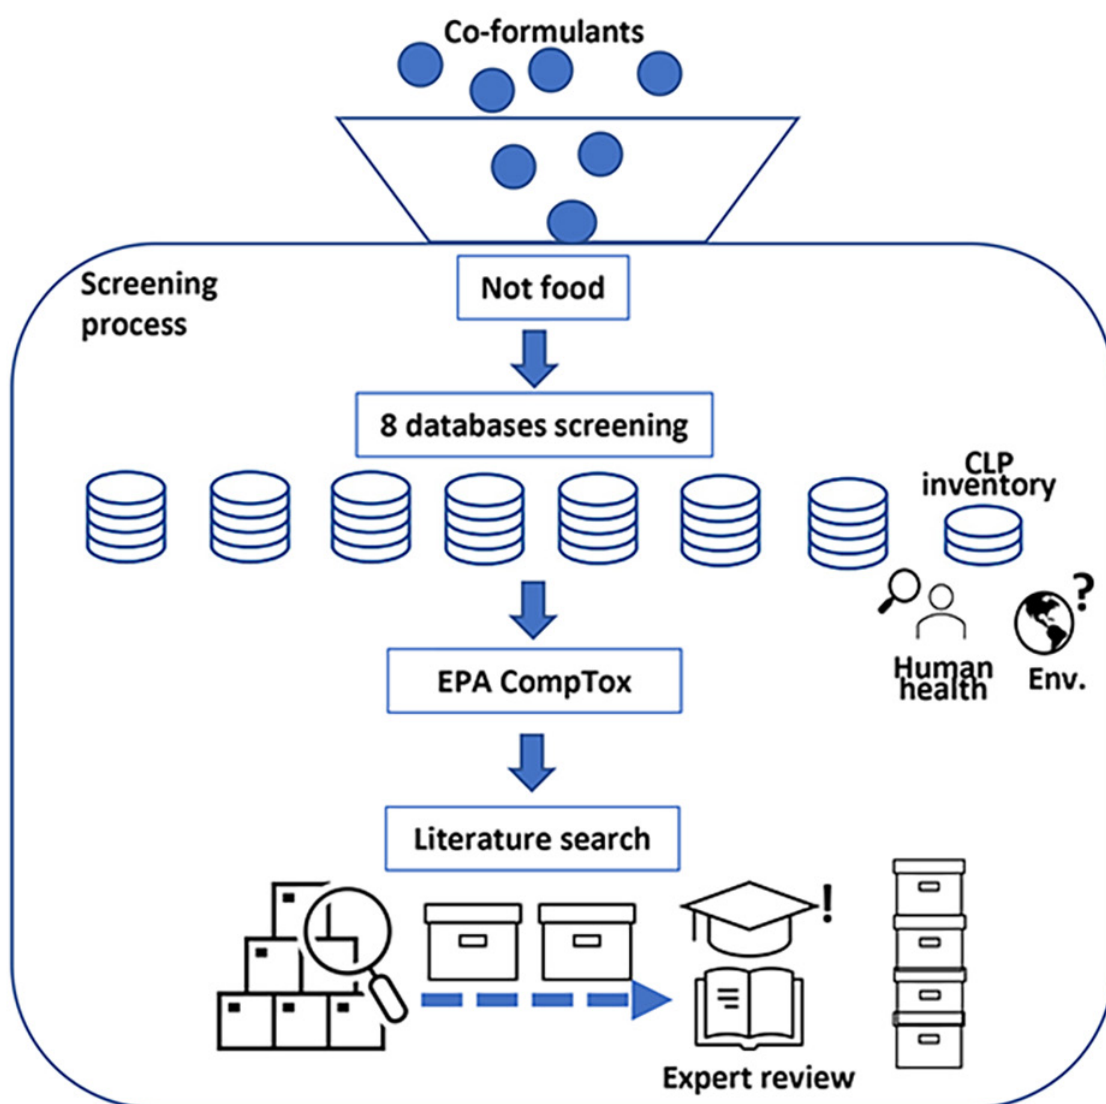 Co-formulants
Screening
process
Not food
8 databases screening
CLP
inventory
?
Human
health
Env.
EPA CompTox
Literature search
!
Expert review